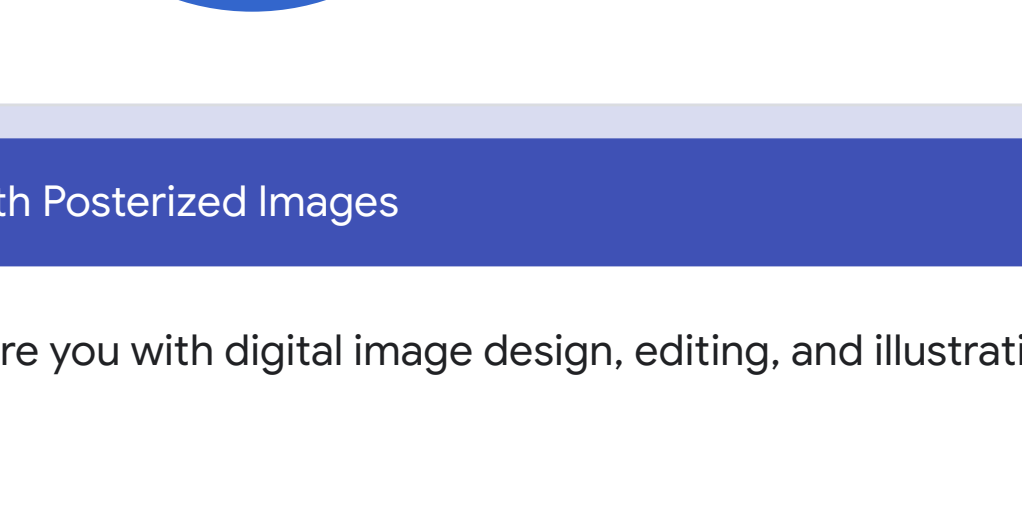 th Posterized Images
re you with digital image design, editing, and illustrati